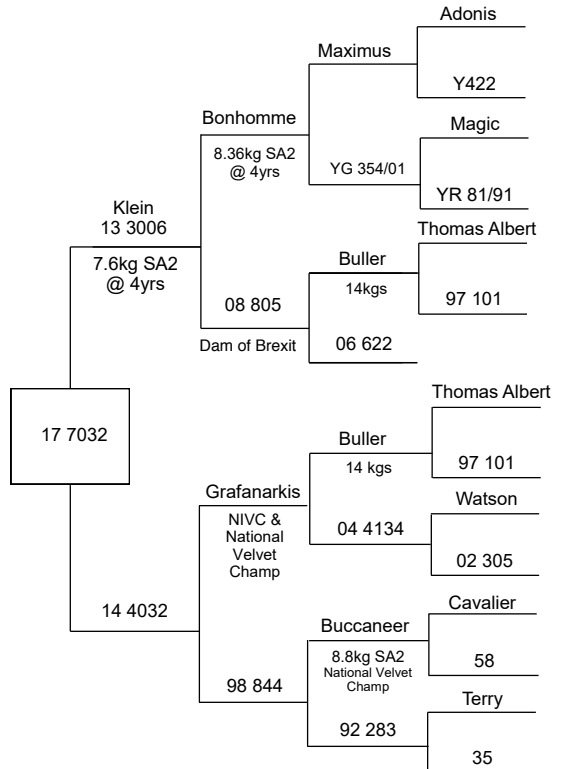 Adonis
Maximus
Y422
Bonhomme
Magic
8.36kg SA2
@ 4yrs
YG 354/01
YR 81/91
Klein
13 3006
Thomas Albert
7.6kg SA2
@ 4yrs
Buller
14kgs
97 101
08 805
Dam of Brexit
06 622
17 7032
Thomas Albert
Buller
14 kgs
97 101
Grafanarkis
Watson
NIVC &
National
Velvet
Champ
04 4134
02 305
14 4032
Cavalier
Buccaneer
8.8kg SA2
National Velvet
Champ
58
98 844
Terry
92 283
35